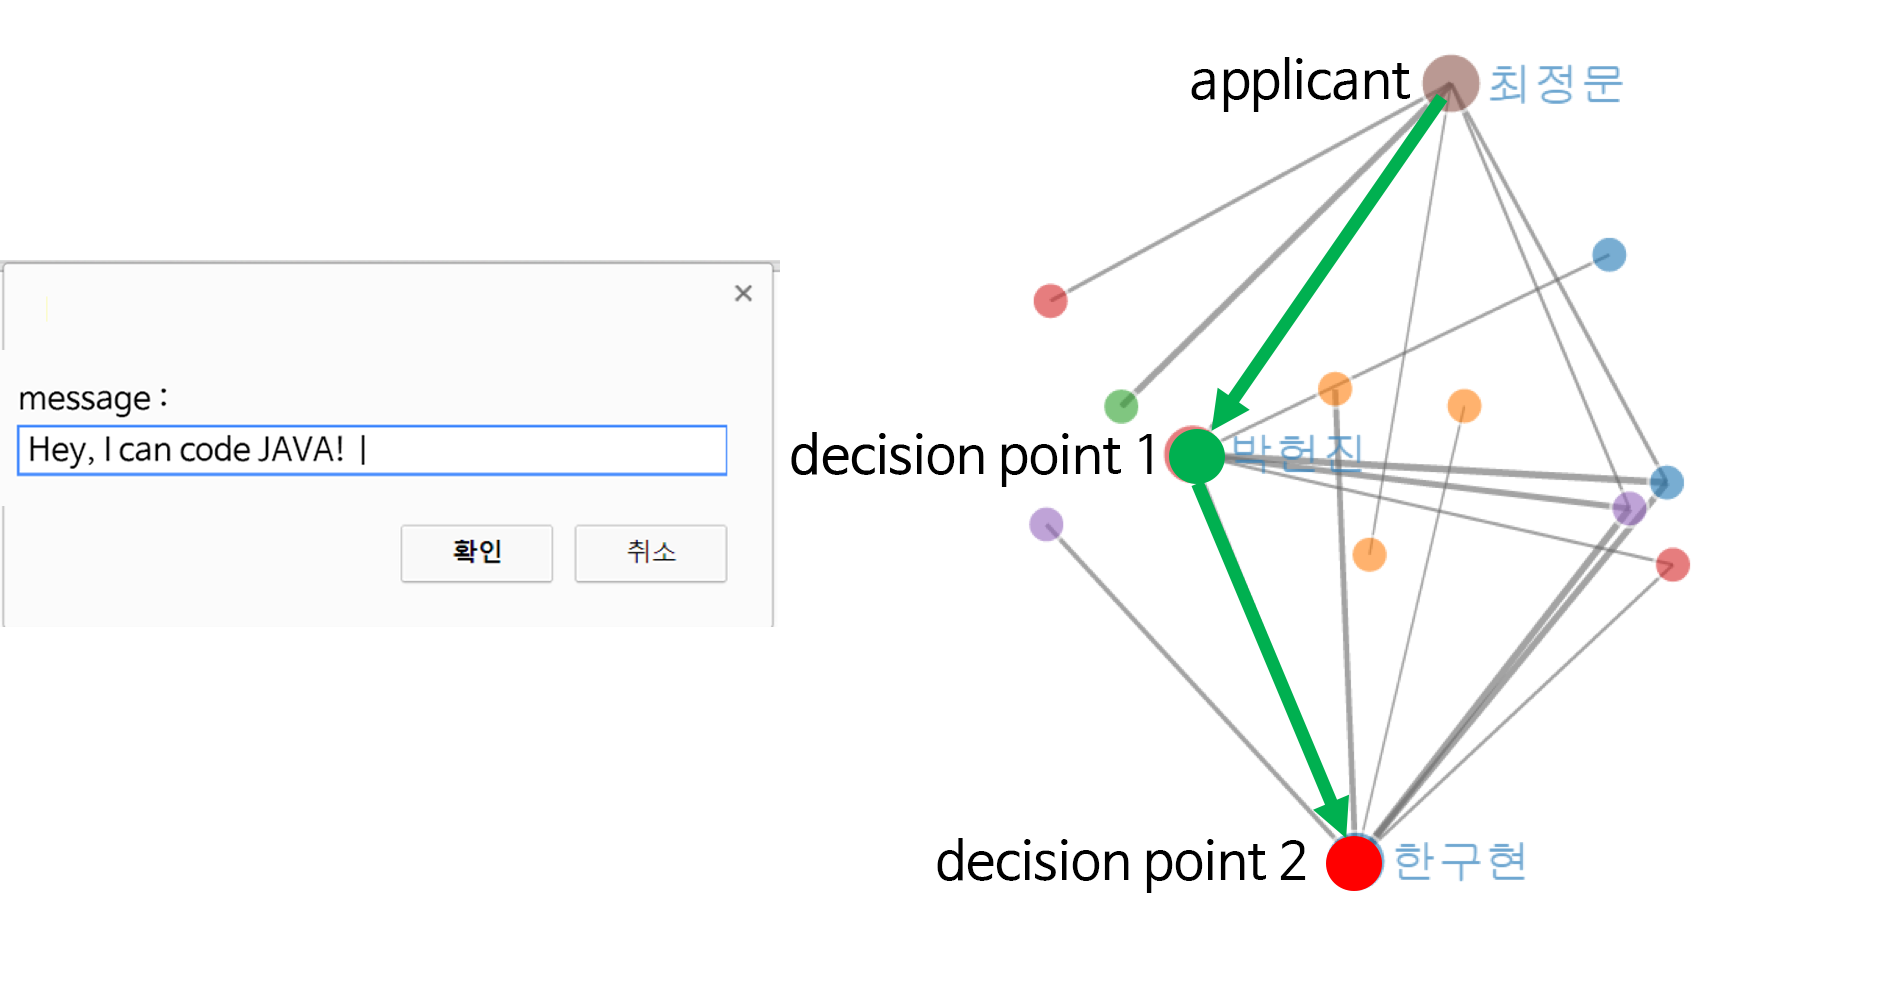 message :
Hey, I can code JAVA! |
확인
취소
applicant
최정문
decision point 1
박현진
decision point 2
한구현